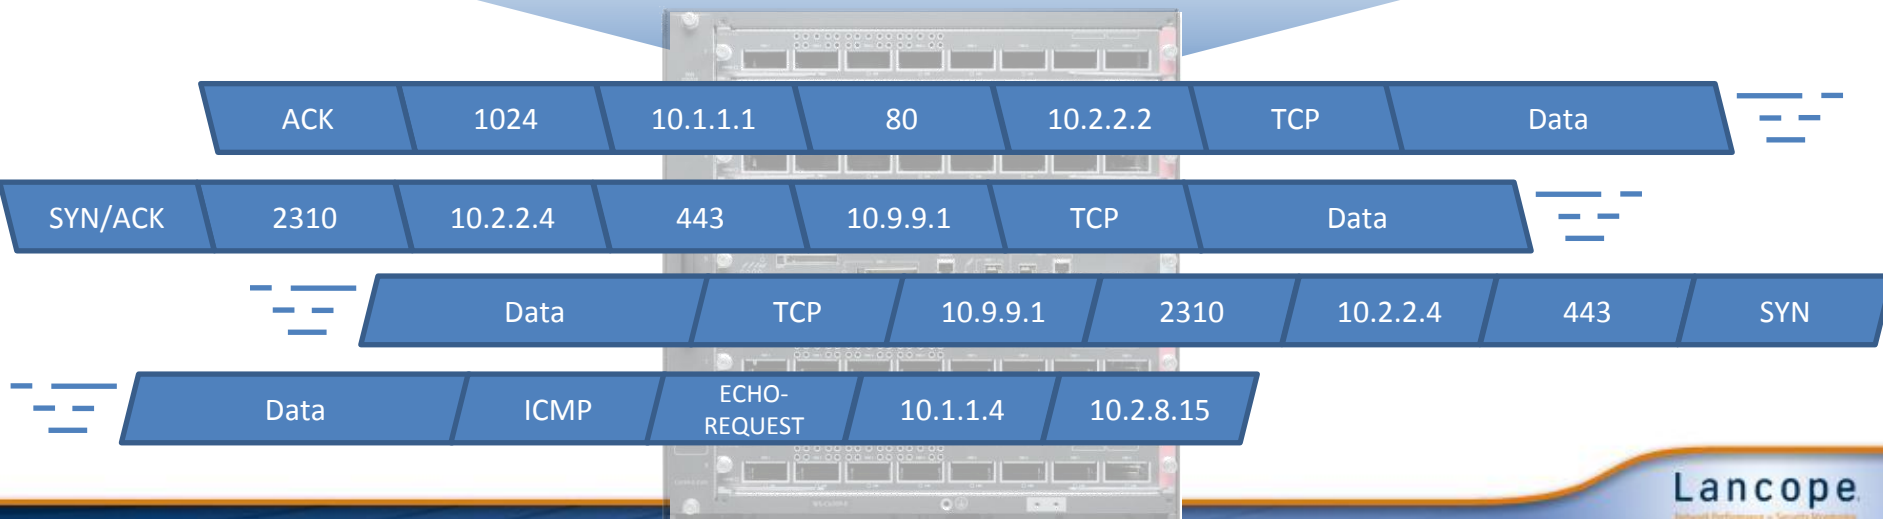 ACK 1024 10.1.1.1 80 10.2.2.2 TCP Data
SYN/ACK 2310 10.2.2.4 443 10.9.9.1 TCP Data
Data TCP 10.9.9.1 2310 10.2.2.4 443 SYN
Data ICMP ECHO-
REQUEST 10.1.1.4 10.2.8.15
Lancope